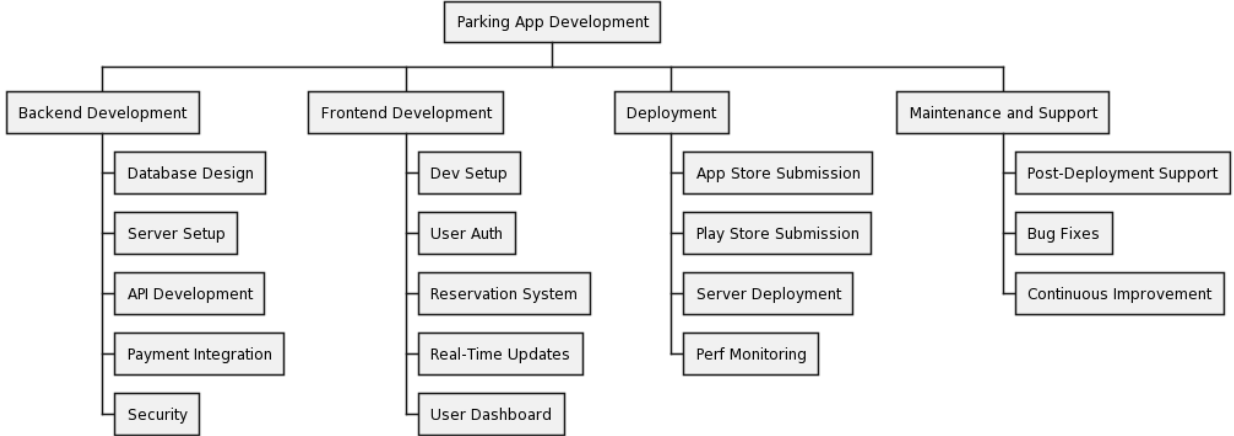 Parking App Development
Backend Development
Database Design
Server Setup
API Development
Payment Integration
Security
Frontend Development
Dev Setup
User Auth
Reservation System
Real-Time Updates
User Dashboard
Deployment
App Store Submission
Play Store Submission
Server Deployment
Perf Monitoring
Maintenance and Support
Post-Deployment Support
Bug Fixes
Continuous Improvement